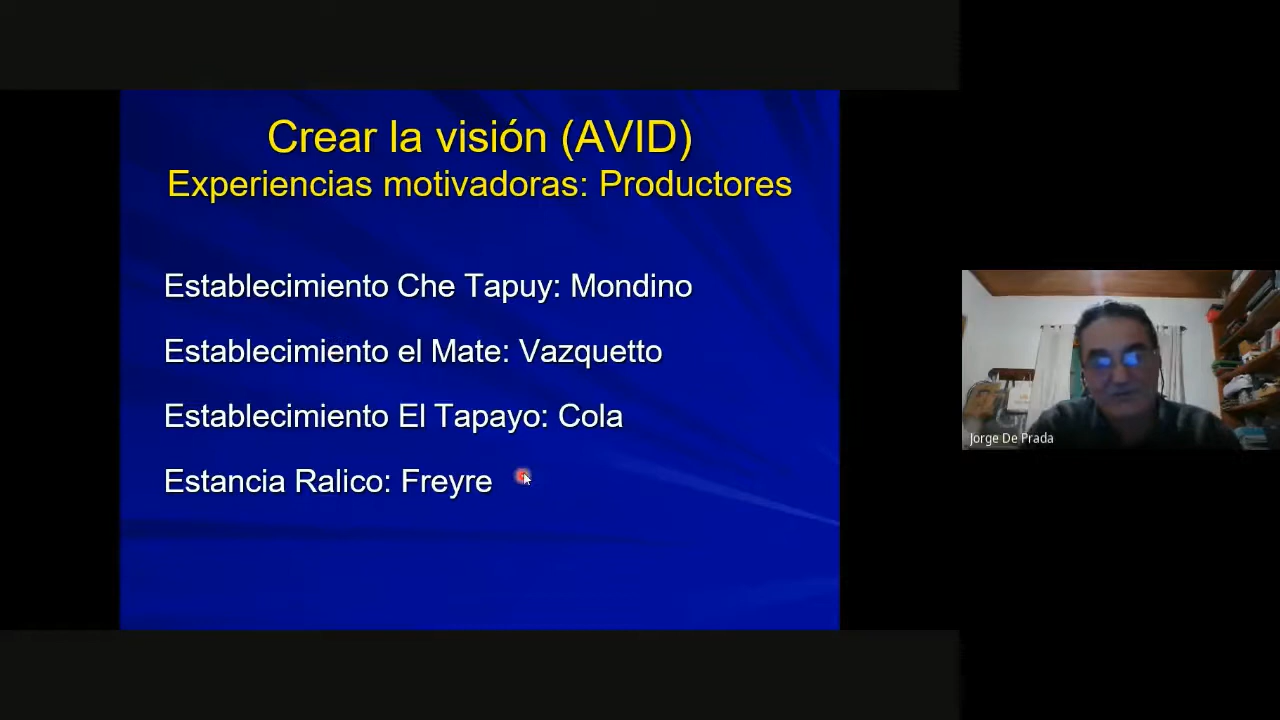 Crear la visión (AVID)
Experiencias motivadoras: Productores
Establecimiento Che Tapuy: Mondino
Establecimiento el Mate: Vazquetto
Establecimiento El Tapayo: Cola
Estancia Ralico: Freyre
Jorge De Prada